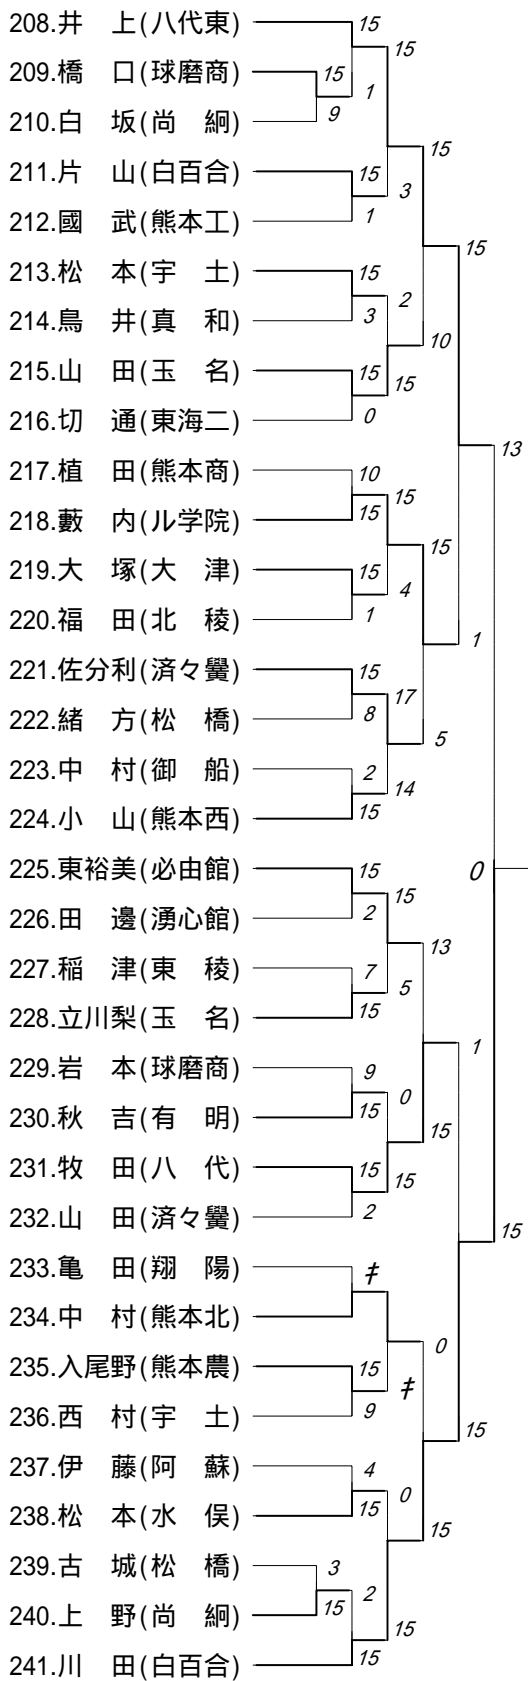 208.井　上(八代東)
15
15
209.橋　口(球磨商)
15
1
210.白　坂(尚　絅)
9
15
211.片　山(白百合)
15
3
212.國　武(熊本工)
1
15
213.松　本(宇　土)
15
2
214.鳥　井(真　和)
3
10
215.山　田(玉　名)
15
15
216.切　通(東海二)
0
13
217.植　田(熊本商)
10
15
218.藪　内(ル学院)
15
15
219.大　塚(大　津)
15
4
220.福　田(北　稜)
1
1
221.佐分利(済々黌)
15
17
222.緒　方(松　橋)
8
5
223.中　村(御　船)
2
14
224.小　山(熊本西)
15
225.東裕美(必由館)
15
0
15
226.田　邊(湧心館)
2
13
227.稲　津(東　稜)
7
5
228.立川梨(玉　名)
15
1
229.岩　本(球磨商)
9
0
230.秋　吉(有　明)
15
15
231.牧　田(八　代)
15
15
232.山　田(済々黌)
2
15
233.亀　田(翔　陽)
キ
234.中　村(熊本北)
0
235.入尾野(熊本農)
15
キ
236.西　村(宇　土)
9
15
237.伊　藤(阿　蘇)
4
0
238.松　本(水　俣)
15
15
239.古　城(松　橋)
3
2
240.上　野(尚　絅)
15
15
241.川　田(白百合)
15